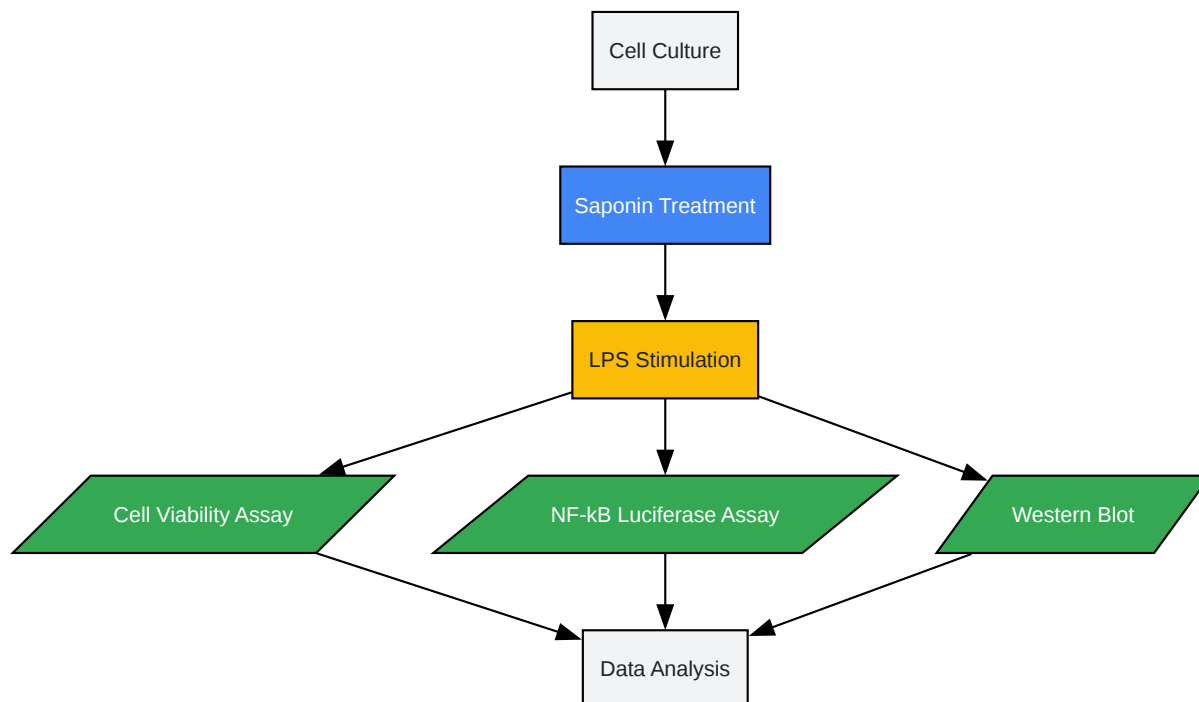 Cell Culture
Saponin Treatment
LPS Stimulation
Cell Viability Assay
NF-kB Luciferase Assay
Western Blot
Data Analysis